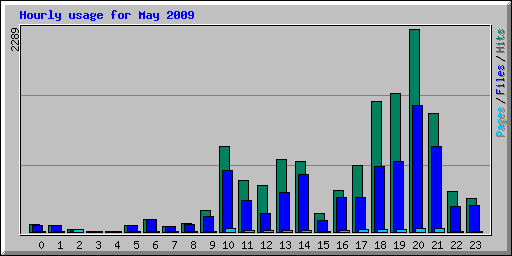 Hourly usage for May 2009
2289
Pages/Files/Hits
0 1 2 3 4 5 6 7 8 9 10 11 12 13 14 15 16 17 18 19 20 21 22 23